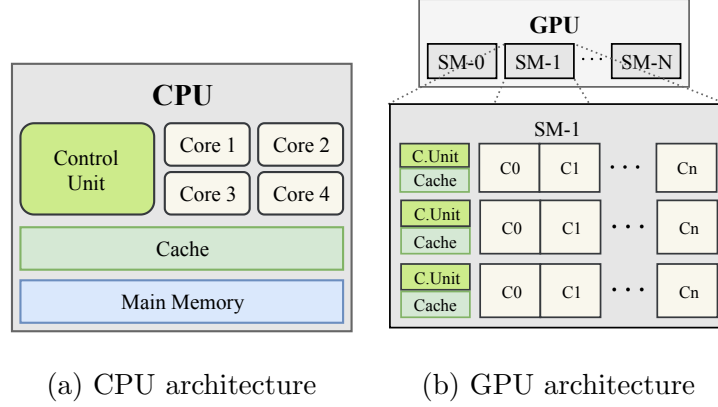 CPU
Control
Unit
Core 1
Core 2
Core 3
Core 4
Cache
Main Memory
(a) CPU architecture
GPU
SM-0 SM-1 ··· SM-N
SM-1
C.Unit
Cache
C0 C1 ··· Cn
C.Unit
Cache
C0 C1 ··· Cn
C.Unit
Cache
C0 C1 ··· Cn
(b) GPU architecture